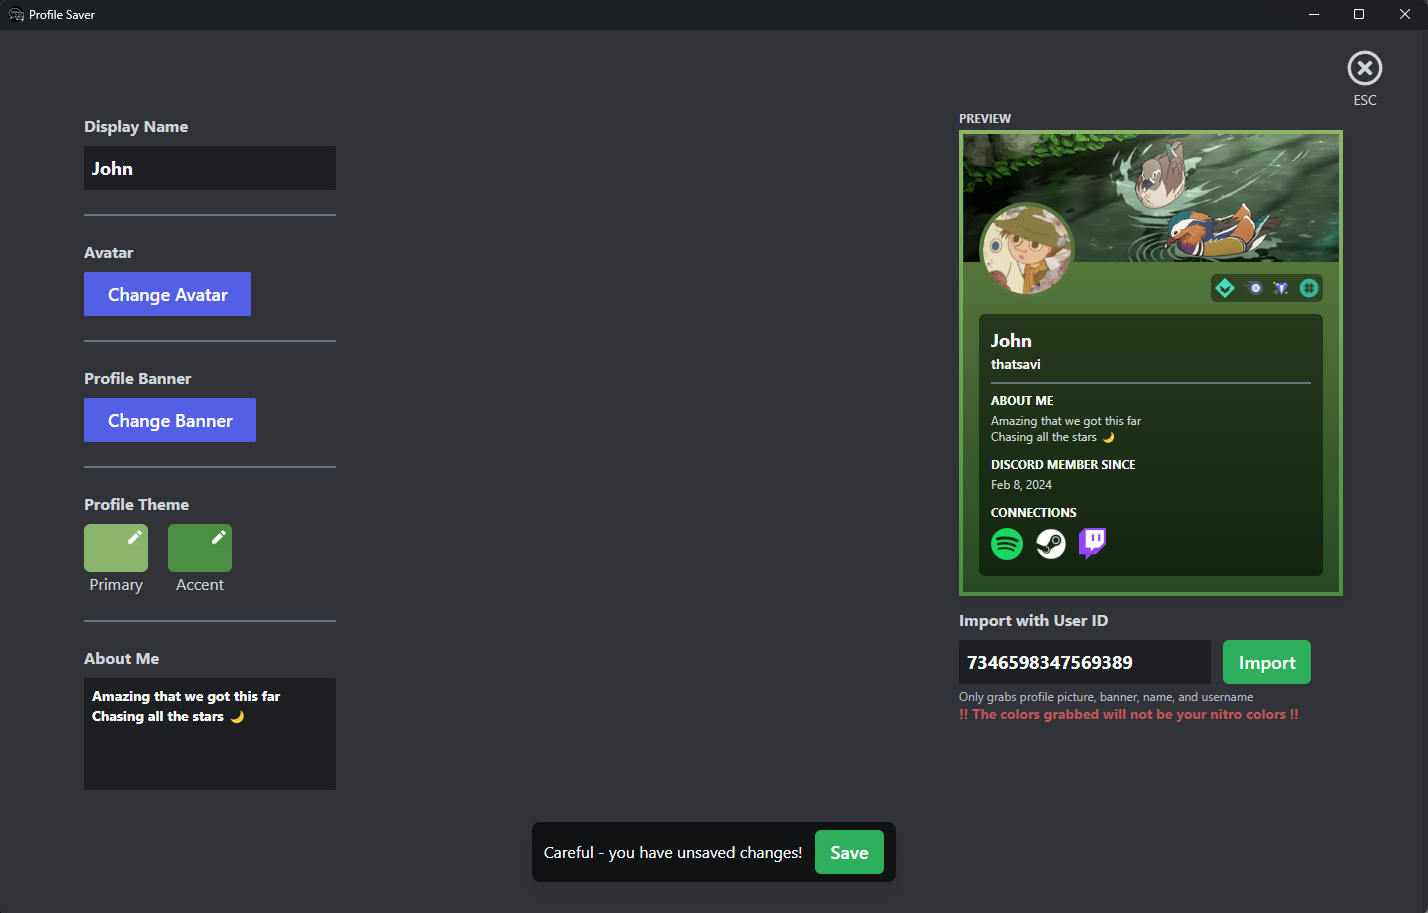 Profile Saver
ESC
Display Name
John
Avatar
Change Avatar
Profile Banner
Change Banner
Profile Theme
Primary
Accent
About Me
Amazing that we got this far
Chasing all the stars 🌙
PREVIEW
John
thatsavi
ABOUT ME
Amazing that we got this far
Chasing all the stars 🌙
DISCORD MEMBER SINCE
Feb 8, 2024
CONNECTIONS
Import with User ID
7346598347569389
Import
Only grabs profile picture, banner, name, and username
!! The colors grabbed will not be your nitro colors !!
Careful - you have unsaved changes!
Save